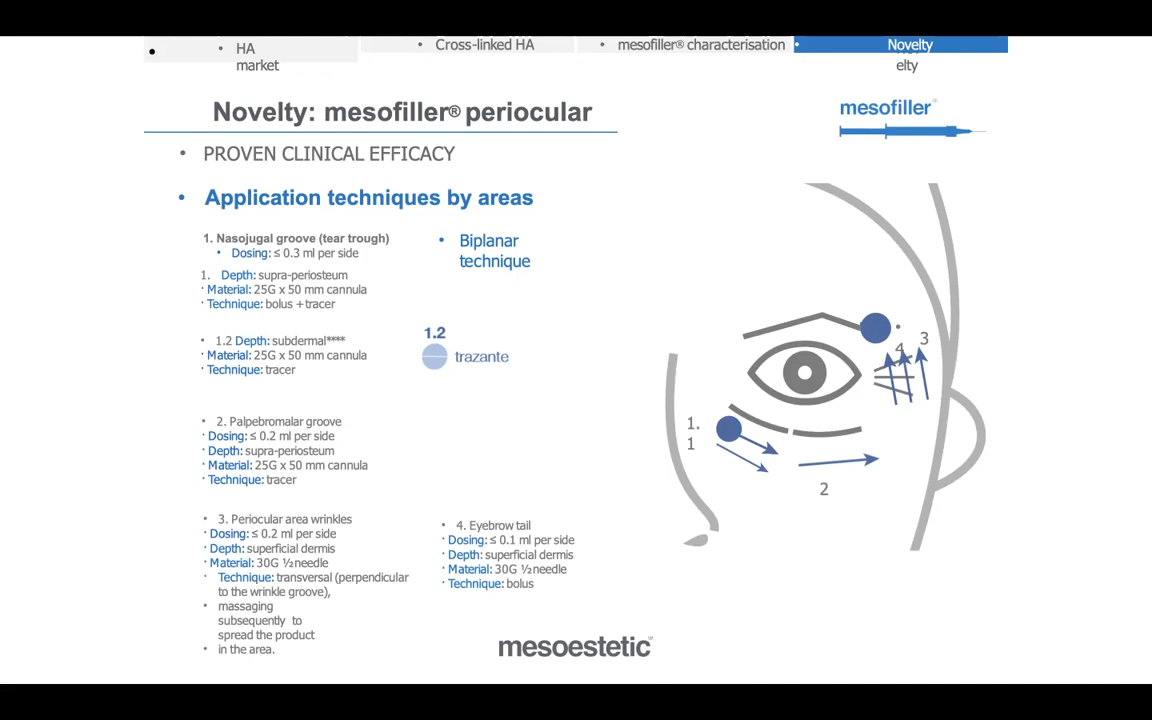 • HA
market
• Cross-linked HA
• mesofiller® characterisation
• Novelty
elty
Novelty: mesofiller® periocular
mesofiller®
• PROVEN CLINICAL EFFICACY
• Application techniques by areas
1. Nasojugal groove (tear trough)
• Dosing: ≤ 0.3 ml per side
1. Depth: supra-periosteum
· Material: 25G x 50 mm cannula
· Technique: bolus + tracer
• Biplanar
technique
• 1.2 Depth: subdermal****
· Material: 25G x 50 mm cannula
· Technique: tracer
1.2
trazante
• 2. Palpebromalar groove
· Dosing: ≤ 0.2 ml per side
· Depth: supra-periosteum
· Material: 25G x 50 mm cannula
· Technique: tracer
• 3. Periocular area wrinkles
· Dosing: ≤ 0.2 ml per side
· Depth: superficial dermis
· Material: 30G ½ needle
· Technique: transversal (perpendicular
to the wrinkle groove),
• massaging
subsequently to
spread the product
• in the area.
• 4. Eyebrow tail
· Dosing: ≤ 0.1 ml per side
· Depth: superficial dermis
· Material: 30G ½ needle
· Technique: bolus
•
4
3
1.
1
2
mesoestetic